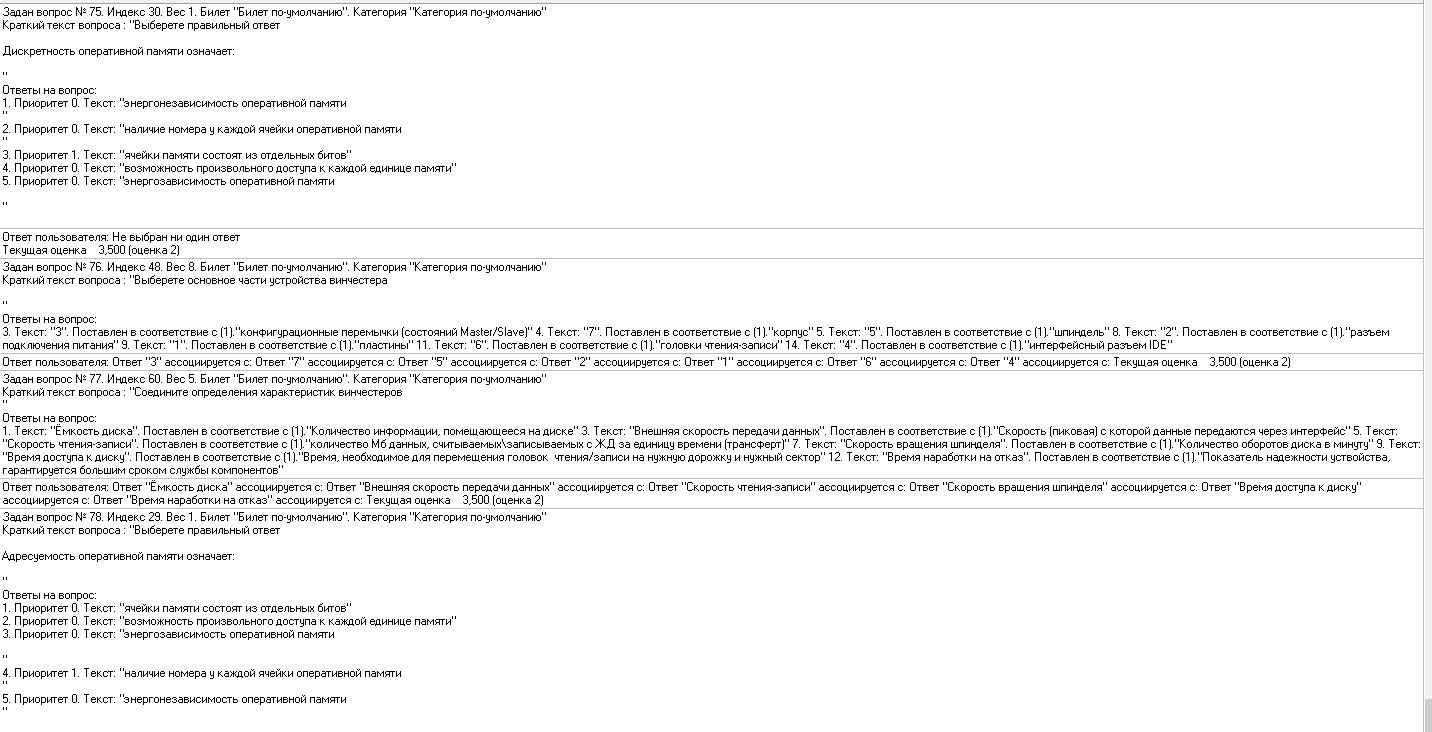 Задан вопрос № 75. Индекс 30. Вес 1. Билет "Билет по-умолчанию". Категория "Категория по-умолчанию"
Краткий текст вопроса : "Выберете правильный ответ
Дискретность оперативной памяти означает:
"
Ответы на вопрос:
1. Приоритет 0. Текст: "энергонезависимость оперативной памяти
"
2. Приоритет 0. Текст: "наличие номера у каждой ячейки оперативной памяти
"
3. Приоритет 1. Текст: "ячейки памяти состоят из отдельных битов"
4. Приоритет 0. Текст: "возможность произвольного доступа к каждой единице памяти"
5. Приоритет 0. Текст: "энергозависимость оперативной памяти
"
Ответ пользователя: Не выбран ни один ответ
Текущая оценка 3,500 (оценка 2)
Задан вопрос № 76. Индекс 48. Вес 8. Билет "Билет по-умолчанию". Категория "Категория по-умолчанию"
Краткий текст вопроса : "Выберете основное части устройства винчестера
"
Ответы на вопрос:
3. Текст: "3". Поставлен в соответствие с (1)."конфигурационные перемычки (состояний Master/Slave)" 4. Текст: "7". Поставлен в соответствие с (1)."корпус" 5. Текст: "5". Поставлен в соответствие с (1)."шпиндель" 8. Текст: "2". Поставлен в соответствие с (1)."разъем
подключения питания" 9. Текст: "1". Поставлен в соответствие с (1)."пластины" 11. Текст: "6". Поставлен в соответствие с (1)."головки чтения-записи" 14. Текст: "4". Поставлен в соответствие с (1)."интерфейсный разъем IDE"
Ответ пользователя: Ответ "3" ассоциируется с: Ответ "7" ассоциируется с: Ответ "5" ассоциируется с: Ответ "2" ассоциируется с: Ответ "1" ассоциируется с: Ответ "6" ассоциируется с: Ответ "4" ассоциируется с: Текущая оценка 3,500 (оценка 2)
Задан вопрос № 77. Индекс 60. Вес 5. Билет "Билет по-умолчанию". Категория "Категория по-умолчанию"
Краткий текст вопроса : "Соедините определения характеристик винчестеров
"
Ответы на вопрос:
1. Текст: "Ёмкость диска". Поставлен в соответствие с (1)."Количество информации, помещающееся на диске" 3. Текст: "Внешняя скорость передачи данных". Поставлен в соответствие с (1)."Скорость (пиковая) с которой данные передаются через интерфейс" 5. Текст:
"Скорость чтения-записи". Поставлен в соответствие с (1)."количество Мб данных, считываемых\записываемых с ЖД за единицу времени (трансферт)" 7. Текст: "Скорость вращения шпинделя". Поставлен в соответствие с (1)."Количество оборотов диска в минуту" 9. Текст:
"Время доступа к диску". Поставлен в соответствие с (1)."Время, необходимое для перемещения головок чтения/записи на нужную дорожку и нужный сектор" 12. Текст: "Время наработки на отказ". Поставлен в соответствие с (1)."Показатель надежности уствойства,
гарантируется большим сроком службы компонентов"
Ответ пользователя: Ответ "Ёмкость диска" ассоциируется с: Ответ "Внешняя скорость передачи данных" ассоциируется с: Ответ "Скорость чтения-записи" ассоциируется с: Ответ "Скорость вращения шпинделя" ассоциируется с: Ответ "Время доступа к диску"
ассоциируется с: Ответ "Время наработки на отказ" ассоциируется с: Текущая оценка 3,500 (оценка 2)
Задан вопрос № 78. Индекс 29. Вес 1. Билет "Билет по-умолчанию". Категория "Категория по-умолчанию"
Краткий текст вопроса : "Выберете правильный ответ
Адресуемость оперативной памяти означает:
"
Ответы на вопрос:
1. Приоритет 0. Текст: "ячейки памяти состоят из отдельных битов"
2. Приоритет 0. Текст: "возможность произвольного доступа к каждой единице памяти"
3. Приоритет 0. Текст: "энергозависимость оперативной памяти
"
4. Приоритет 1. Текст: "наличие номера у каждой ячейки оперативной памяти
"
5. Приоритет 0. Текст: "энергонезависимость оперативной памяти
"